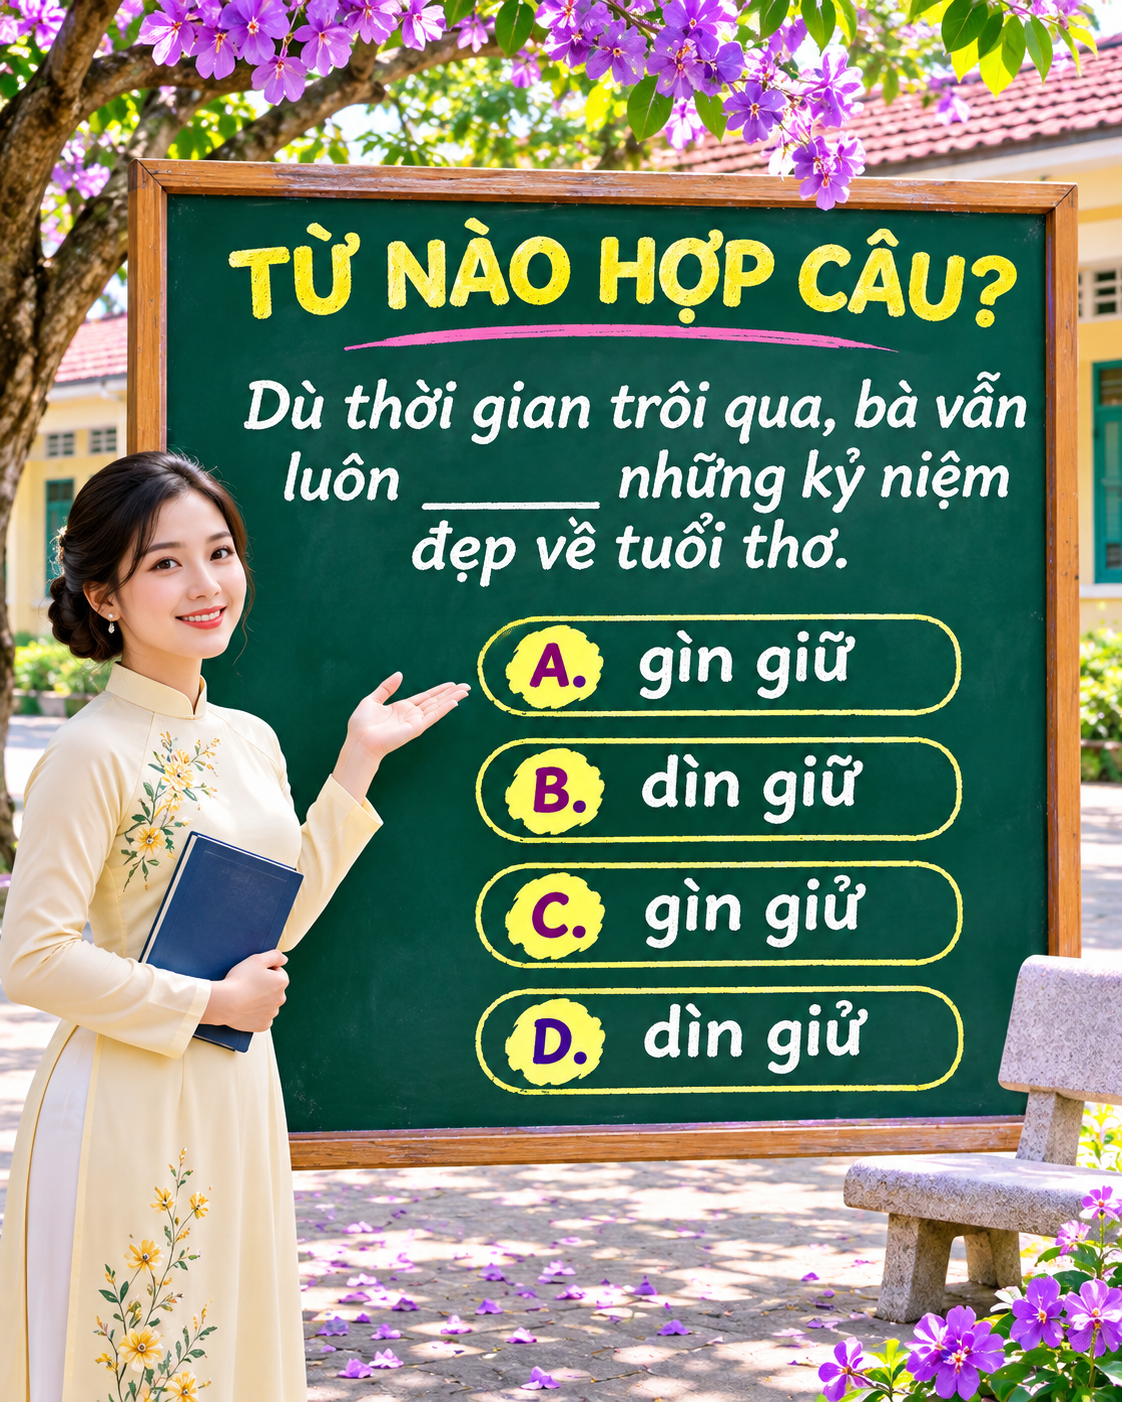 TỪ NÀO HỢP CÂU?
Dù thời gian trôi qua, bà vẫn
luôn ______ những kỷ niệm
đẹp về tuổi thơ.
A. gìn giữ
B. dìn giữ
C. gìn giử
D. dìn giử